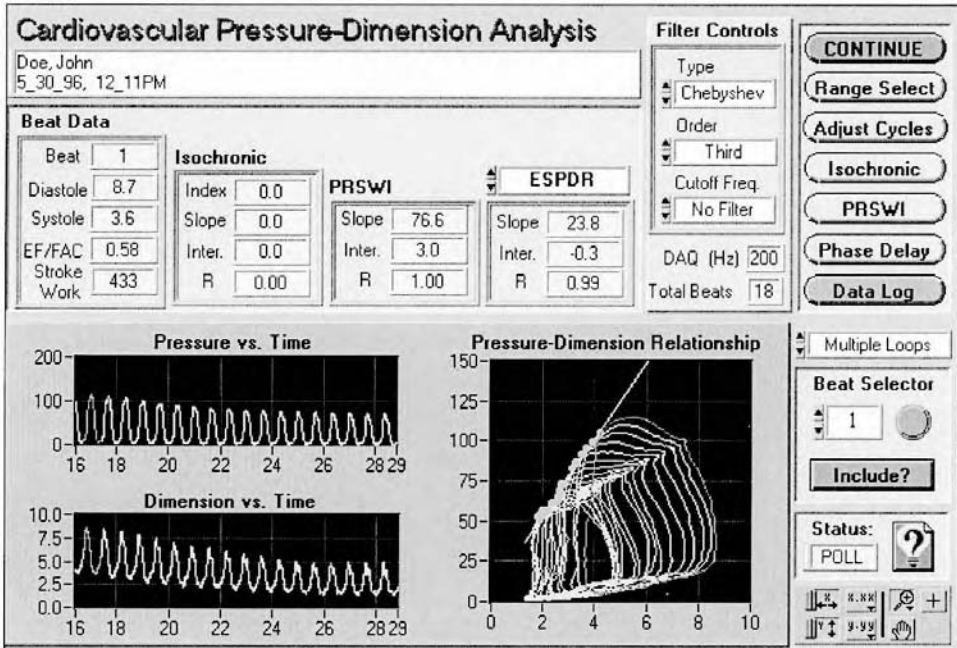 Cardiovascular Pressure-Dimension Analysis
Doe, John
5_30_96, 12_11PM
Beat Data
Beat 1
Diastole 8.7
Systole 3.6
EF/FAC 0.58
Stroke Work 433
Isochronic
Index 0.0
Slope 0.0
Inter. 0.0
R 0.00
PRSWI
Slope 76.6
Inter. 3.0
R 1.00
ESPDR
Slope 23.8
Inter. -0.3
R 0.99
Filter Controls
Type
Chebyshev
Order
Third
Cutoff Freq.
No Filter
DAQ (Hz) 200
Total Beats 18
CONTINUE
Range Select
Adjust Cycles
Isochronic
PRSWI
Phase Delay
Data Log
Pressure vs. Time
200
100
0
16 18 20 22 24 26 28 29
Dimension vs. Time
10.0
7.5
5.0
2.5
0.0
16 18 20 22 24 26 28 29
Pressure-Dimension Relationship
150
125
100
75
50
25
0
0 2 4 6 8 10
Multiple Loops
Beat Selector
1
Include?
Status:
POLL
?
X X.XX
Y y.yy